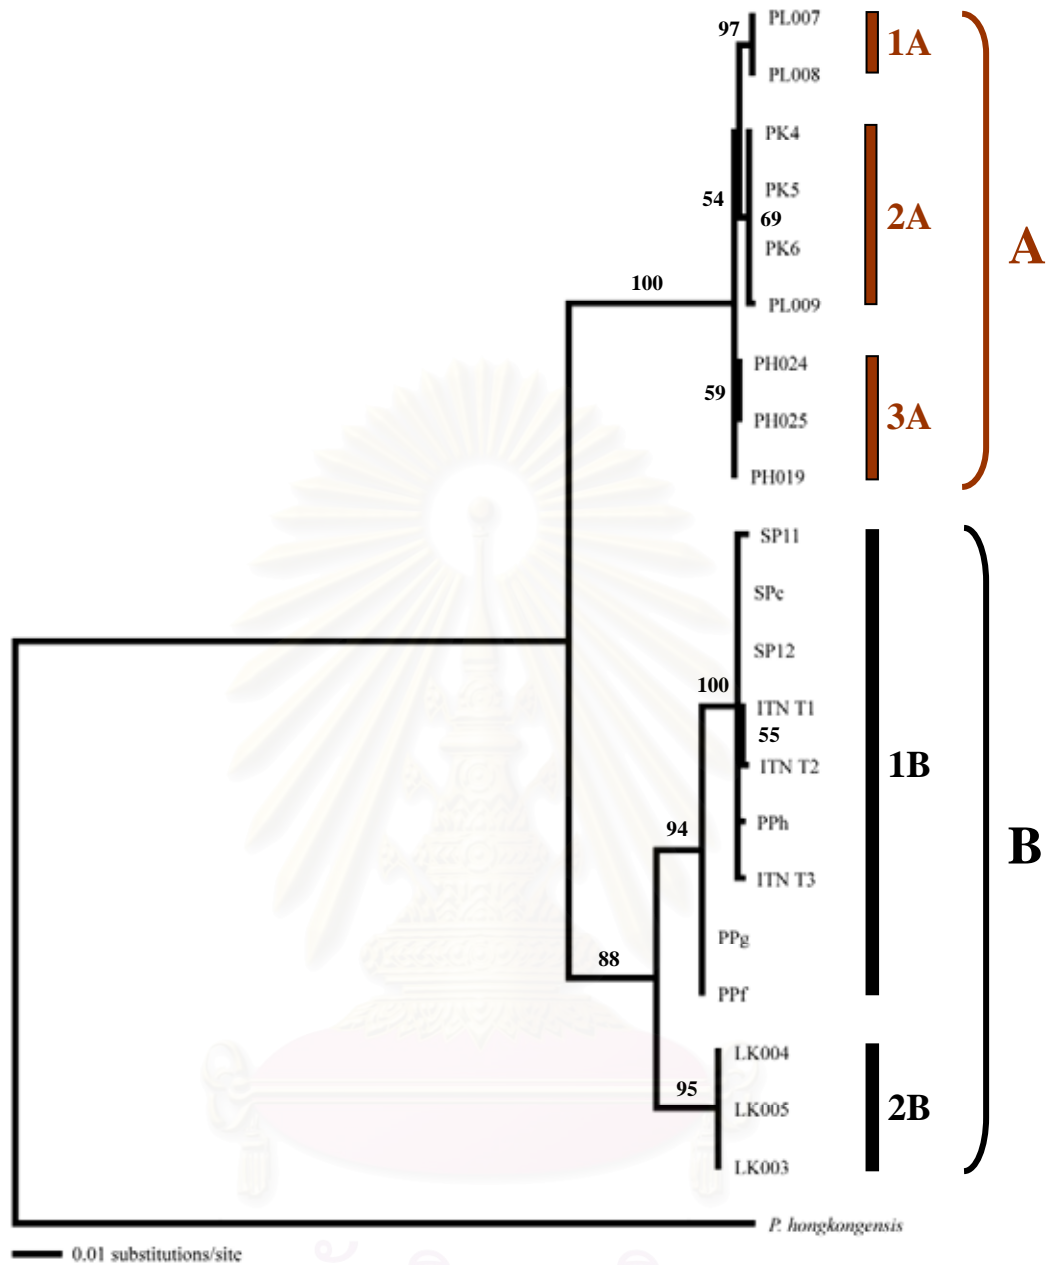 PL007
97
1A
PL008
PK4
PK5
54
69
2A
PK6
A
100
PL009
PH024
59
3A
PH025
PH019
SP11
SPc
SP12
100
ITN T1
55
ITN T2
1B
PPh
94
B
ITN T3
PPg
88
PPf
LK004
95
LK005
2B
LK003
P. hongkongensis
0.01 substitutions/site